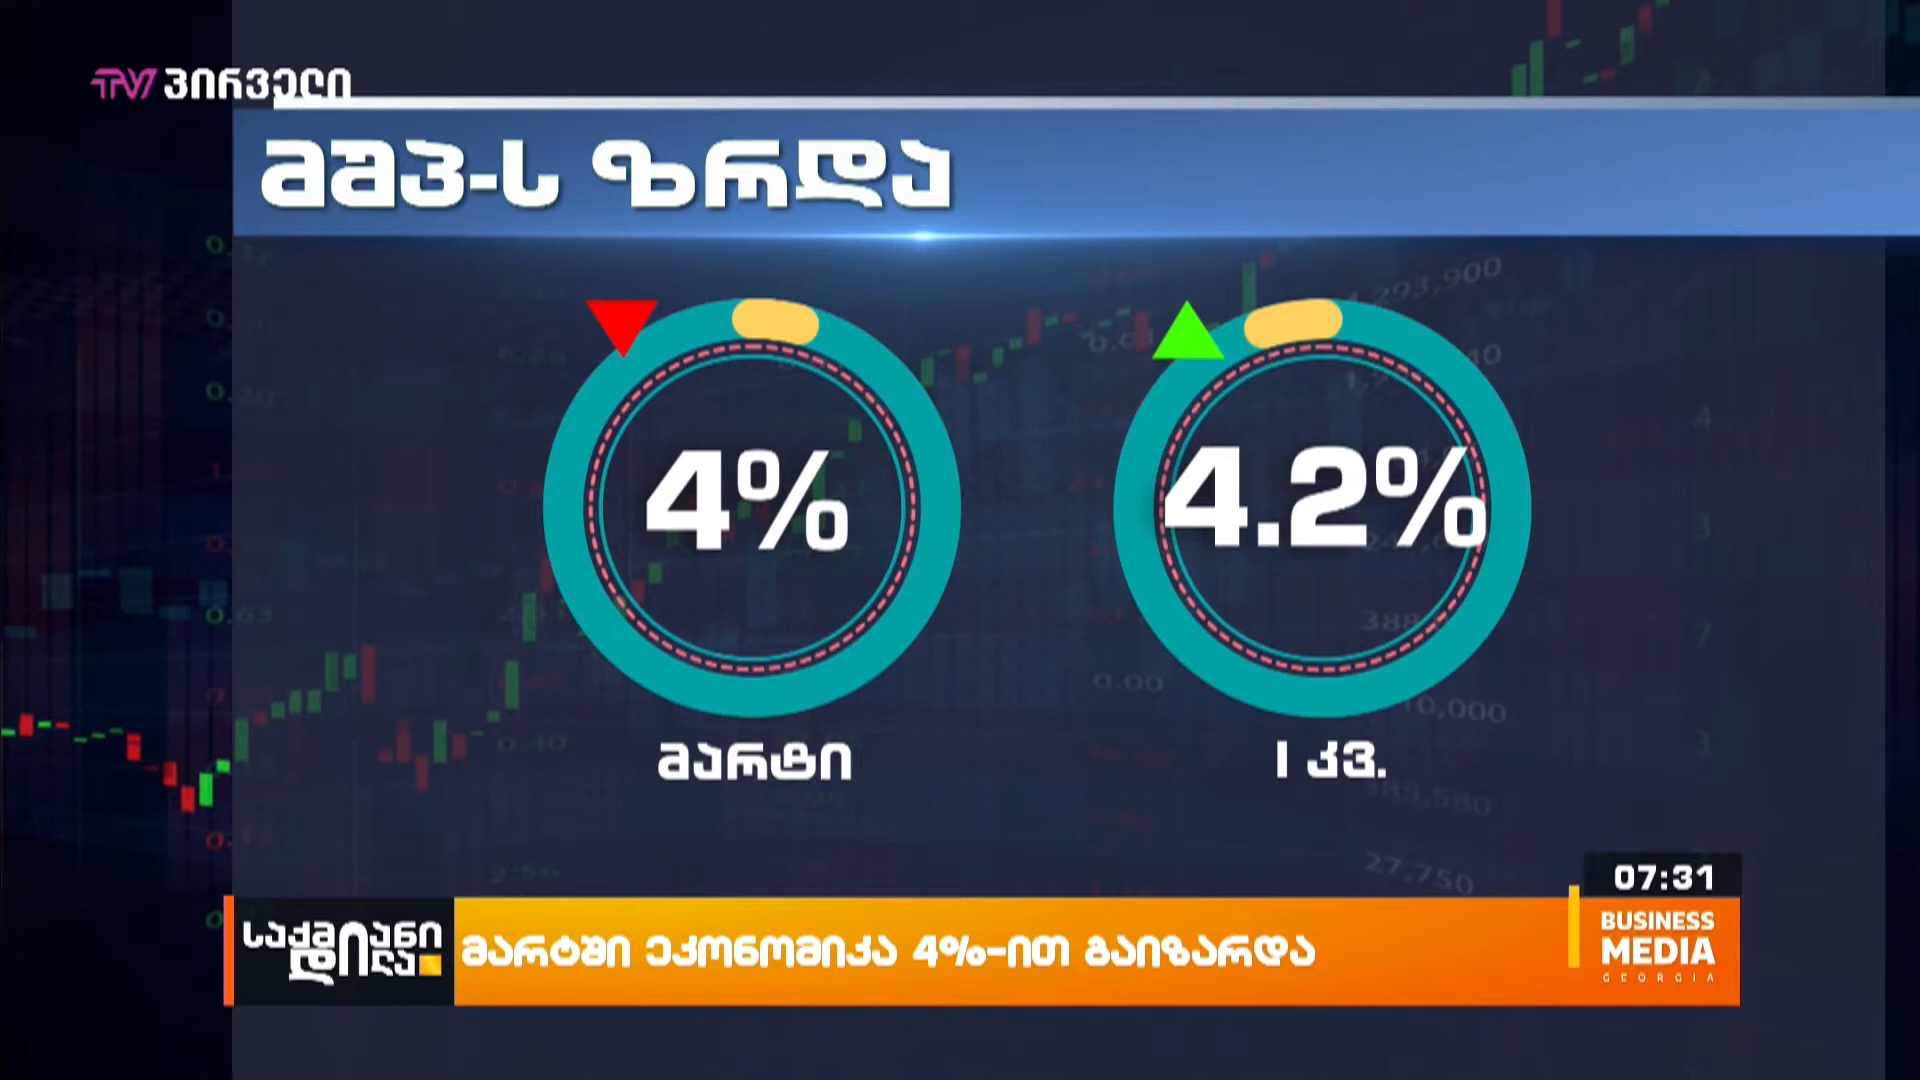 TV პირველი
მშპ-ს ზრდა
4%
4.2%
მარტი
I კვ.
07:31
საქმიანი
დილა
მარტში ეკონომიკა 4%-ით გაიზარდა
BUSINESS
MEDIA
GEORGIA